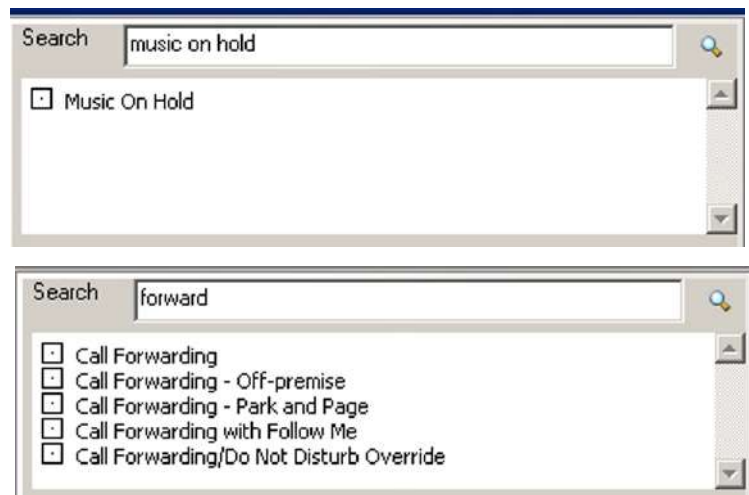 Search music on hold
Music On Hold
Search forward
Call Forwarding
Call Forwarding - Off-premise
Call Forwarding - Park and Page
Call Forwarding with Follow Me
Call Forwarding/Do Not Disturb Override